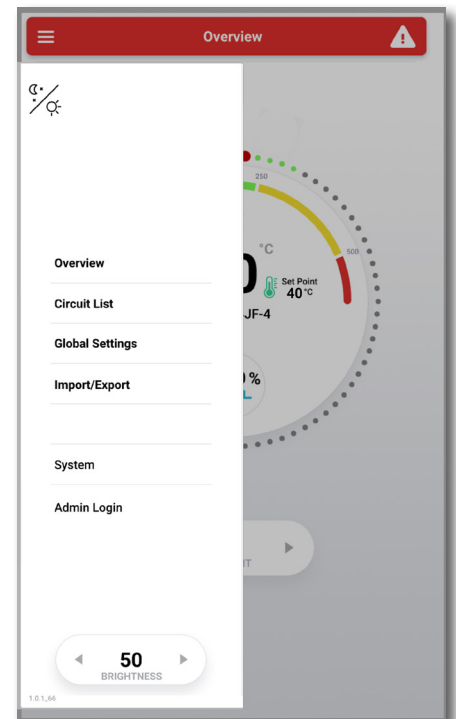 Overview
250
500
°C
Set Point
40 °C
JF-4
%
Overview
Circuit List
Global Settings
Import/Export
System
Admin Login
50
BRIGHTNESS
1.0.1_66